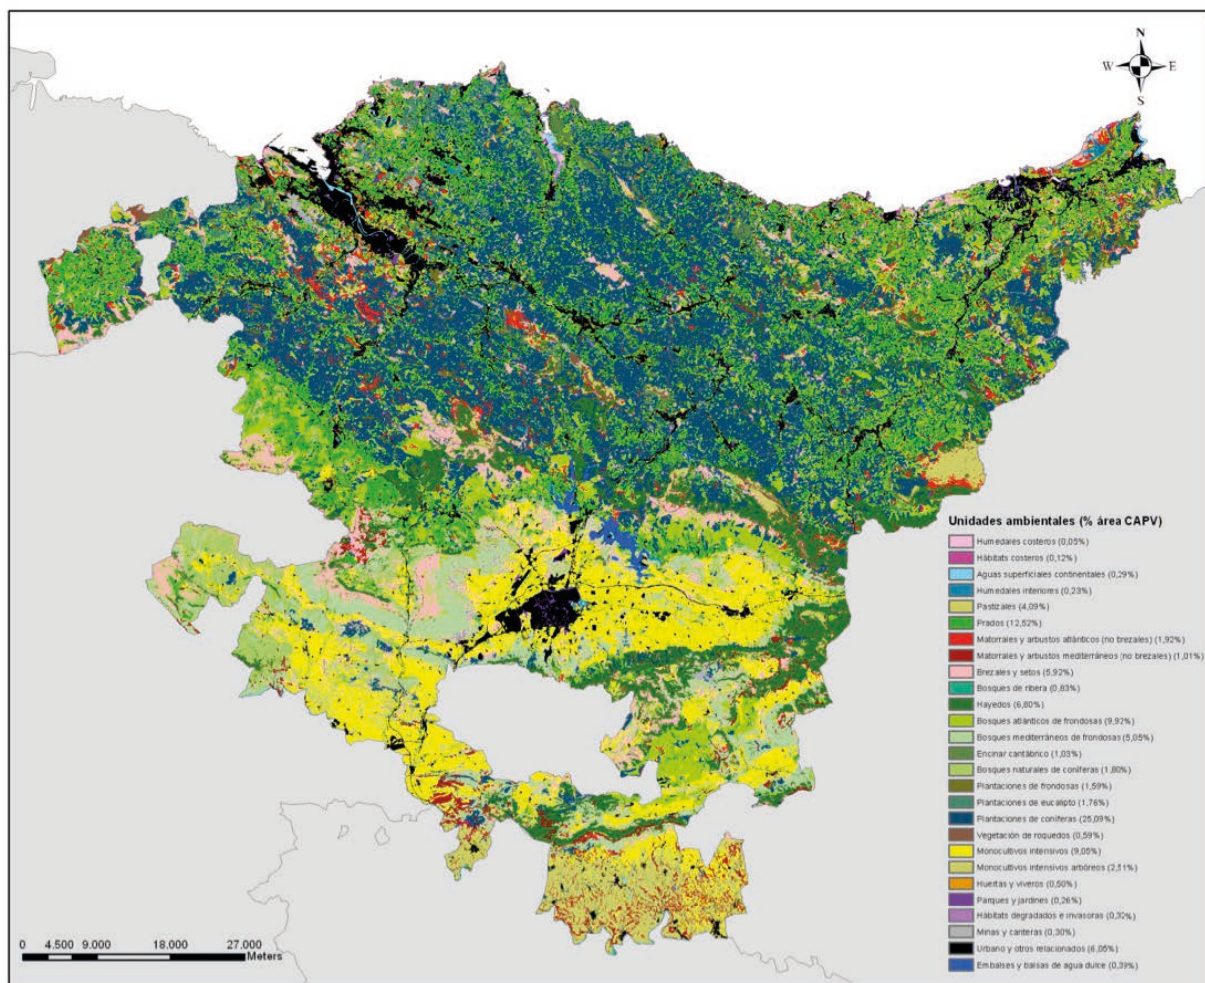 N
W E
S
Unidades ambientales (% área CAPV)
Humedales costeros (0,05%)
Hábitats costeros (0,12%)
Aguas superficiales continentales (0,29%)
Humedales interiores (0,23%)
Pastizales (4,09%)
Prados (12,52%)
Matorrales y arbustos atlánticos (no brezales) (1,92%)
Matorrales y arbustos mediterráneos (no brezales) (1,01%)
Brezales y setos (5,92%)
Bosques de ribera (0,83%)
Hayedos (6,80%)
Bosques atlánticos de frondosas (9,92%)
Bosques mediterráneos de frondosas (5,05%)
Encinar cantábrico (1,03%)
Bosques naturales de coníferas (1,80%)
Plantaciones de frondosas (1,59%)
Plantaciones de eucalipto (1,76%)
Plantaciones de coníferas (25,09%)
Vegetación de roquedos (0,59%)
Monocultivos intensivos (9,05%)
Monocultivos intensivos arbóreos (2,51%)
Huertas y viveros (0,50%)
Parques y jardines (0,26%)
Hábitats degradados e invasoras (0,32%)
Minas y canteras (0,30%)
Urbano y otros relacionados (6,05%)
Embalses y balsas de agua dulce (0,39%)
0 4.500 9.000 18.000 27.000
Meters